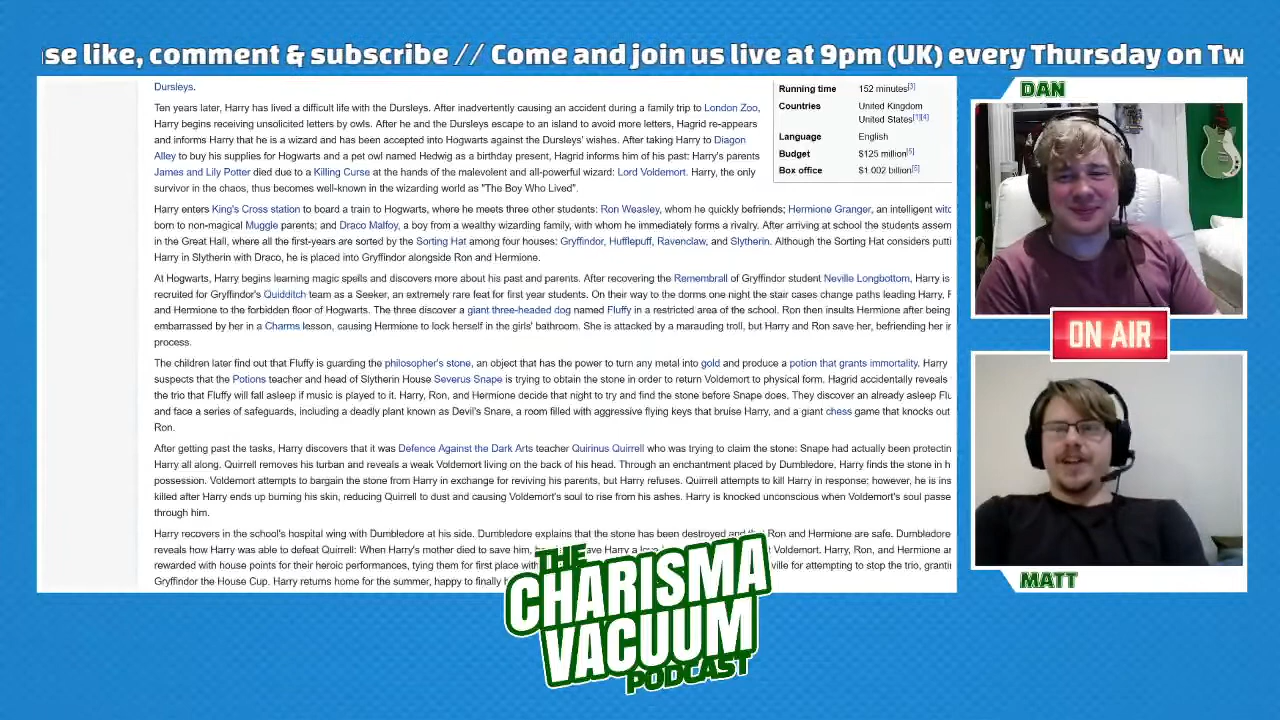 se like, comment & subscribe // Come and join us live at 9pm (UK) every Thursday on Tw
Dursleys.
Ten years later, Harry has lived a difficult life with the Dursleys. After inadvertently causing an accident during a family trip to London Zoo,
Harry begins receiving unsolicited letters by owls. After he and the Dursleys escape to an island to avoid more letters, Hagrid re-appears
and informs Harry that he is a wizard and has been accepted into Hogwarts against the Dursleys' wishes. After taking Harry to Diagon
Alley to buy his supplies for Hogwarts and a pet owl named Hedwig as a birthday present, Hagrid informs him of his past: Harry's parents
James and Lily Potter died due to a Killing Curse at the hands of the malevolent and all-powerful wizard: Lord Voldemort. Harry, the only
survivor in the chaos, thus becomes well-known in the wizarding world as "The Boy Who Lived".
Running time 152 minutes[3]
Countries United Kingdom
United States[1][4]
Language English
Budget $125 million[5]
Box office $1.002 billion[5]
Harry enters King's Cross station to board a train to Hogwarts, where he meets three other students: Ron Weasley, whom he quickly befriends; Hermione Granger, an intelligent witc
born to non-magical Muggle parents; and Draco Malfoy, a boy from a wealthy wizarding family, with whom he immediately forms a rivalry. After arriving at school the students assem
in the Great Hall, where all the first-years are sorted by the Sorting Hat among four houses: Gryffindor, Hufflepuff, Ravenclaw, and Slytherin. Although the Sorting Hat considers putti
Harry in Slytherin with Draco, he is placed into Gryffindor alongside Ron and Hermione.
At Hogwarts, Harry begins learning magic spells and discovers more about his past and parents. After recovering the Remembrall of Gryffindor student Neville Longbottom, Harry is
recruited for Gryffindor's Quidditch team as a Seeker, an extremely rare feat for first year students. On their way to the dorms one night the stair cases change paths leading Harry, F
and Hermione to the forbidden floor of Hogwarts. The three discover a giant three-headed dog named Fluffy in a restricted area of the school. Ron then insults Hermione after being
embarrassed by her in a Charms lesson, causing Hermione to lock herself in the girls' bathroom. She is attacked by a marauding troll, but Harry and Ron save her, befriending her in
process.
The children later find out that Fluffy is guarding the philosopher's stone, an object that has the power to turn any metal into gold and produce a potion that grants immortality. Harry
suspects that the Potions teacher and head of Slytherin House Severus Snape is trying to obtain the stone in order to return Voldemort to physical form. Hagrid accidentally reveals
the trio that Fluffy will fall asleep if music is played to it. Harry, Ron, and Hermione decide that night to try and find the stone before Snape does. They discover an already asleep Flu
and face a series of safeguards, including a deadly plant known as Devil's Snare, a room filled with aggressive flying keys that bruise Harry, and a giant chess game that knocks out
Ron.
After getting past the tasks, Harry discovers that it was Defence Against the Dark Arts teacher Quirinus Quirrell who was trying to claim the stone: Snape had actually been protectin
Harry all along. Quirrell removes his turban and reveals a weak Voldemort living on the back of his head. Through an enchantment placed by Dumbledore, Harry finds the stone in h
possession. Voldemort attempts to bargain the stone from Harry in exchange for reviving his parents, but Harry refuses. Quirrell attempts to kill Harry in response; however, he is ins
killed after Harry ends up burning his skin, reducing Quirrell to dust and causing Voldemort's soul to rise from his ashes. Harry is knocked unconscious when Voldemort's soul passe
through him.
Harry recovers in the school's hospital wing with Dumbledore at his side. Dumbledore explains that the stone has been destroyed and that Ron and Hermione are safe. Dumbledore
reveals how Harry was able to defeat Quirrell: When Harry's mother died to save him, gave Harry a Voldemort. Harry, Ron, and Hermione ar
rewarded with house points for their heroic performances, tying them for first place with ville for attempting to stop the trio, granti
Gryffindor the House Cup. Harry returns home for the summer, happy to finally
DAN
ON AIR
MATT
THE
CHARISMA
VACUUM
PODCAST